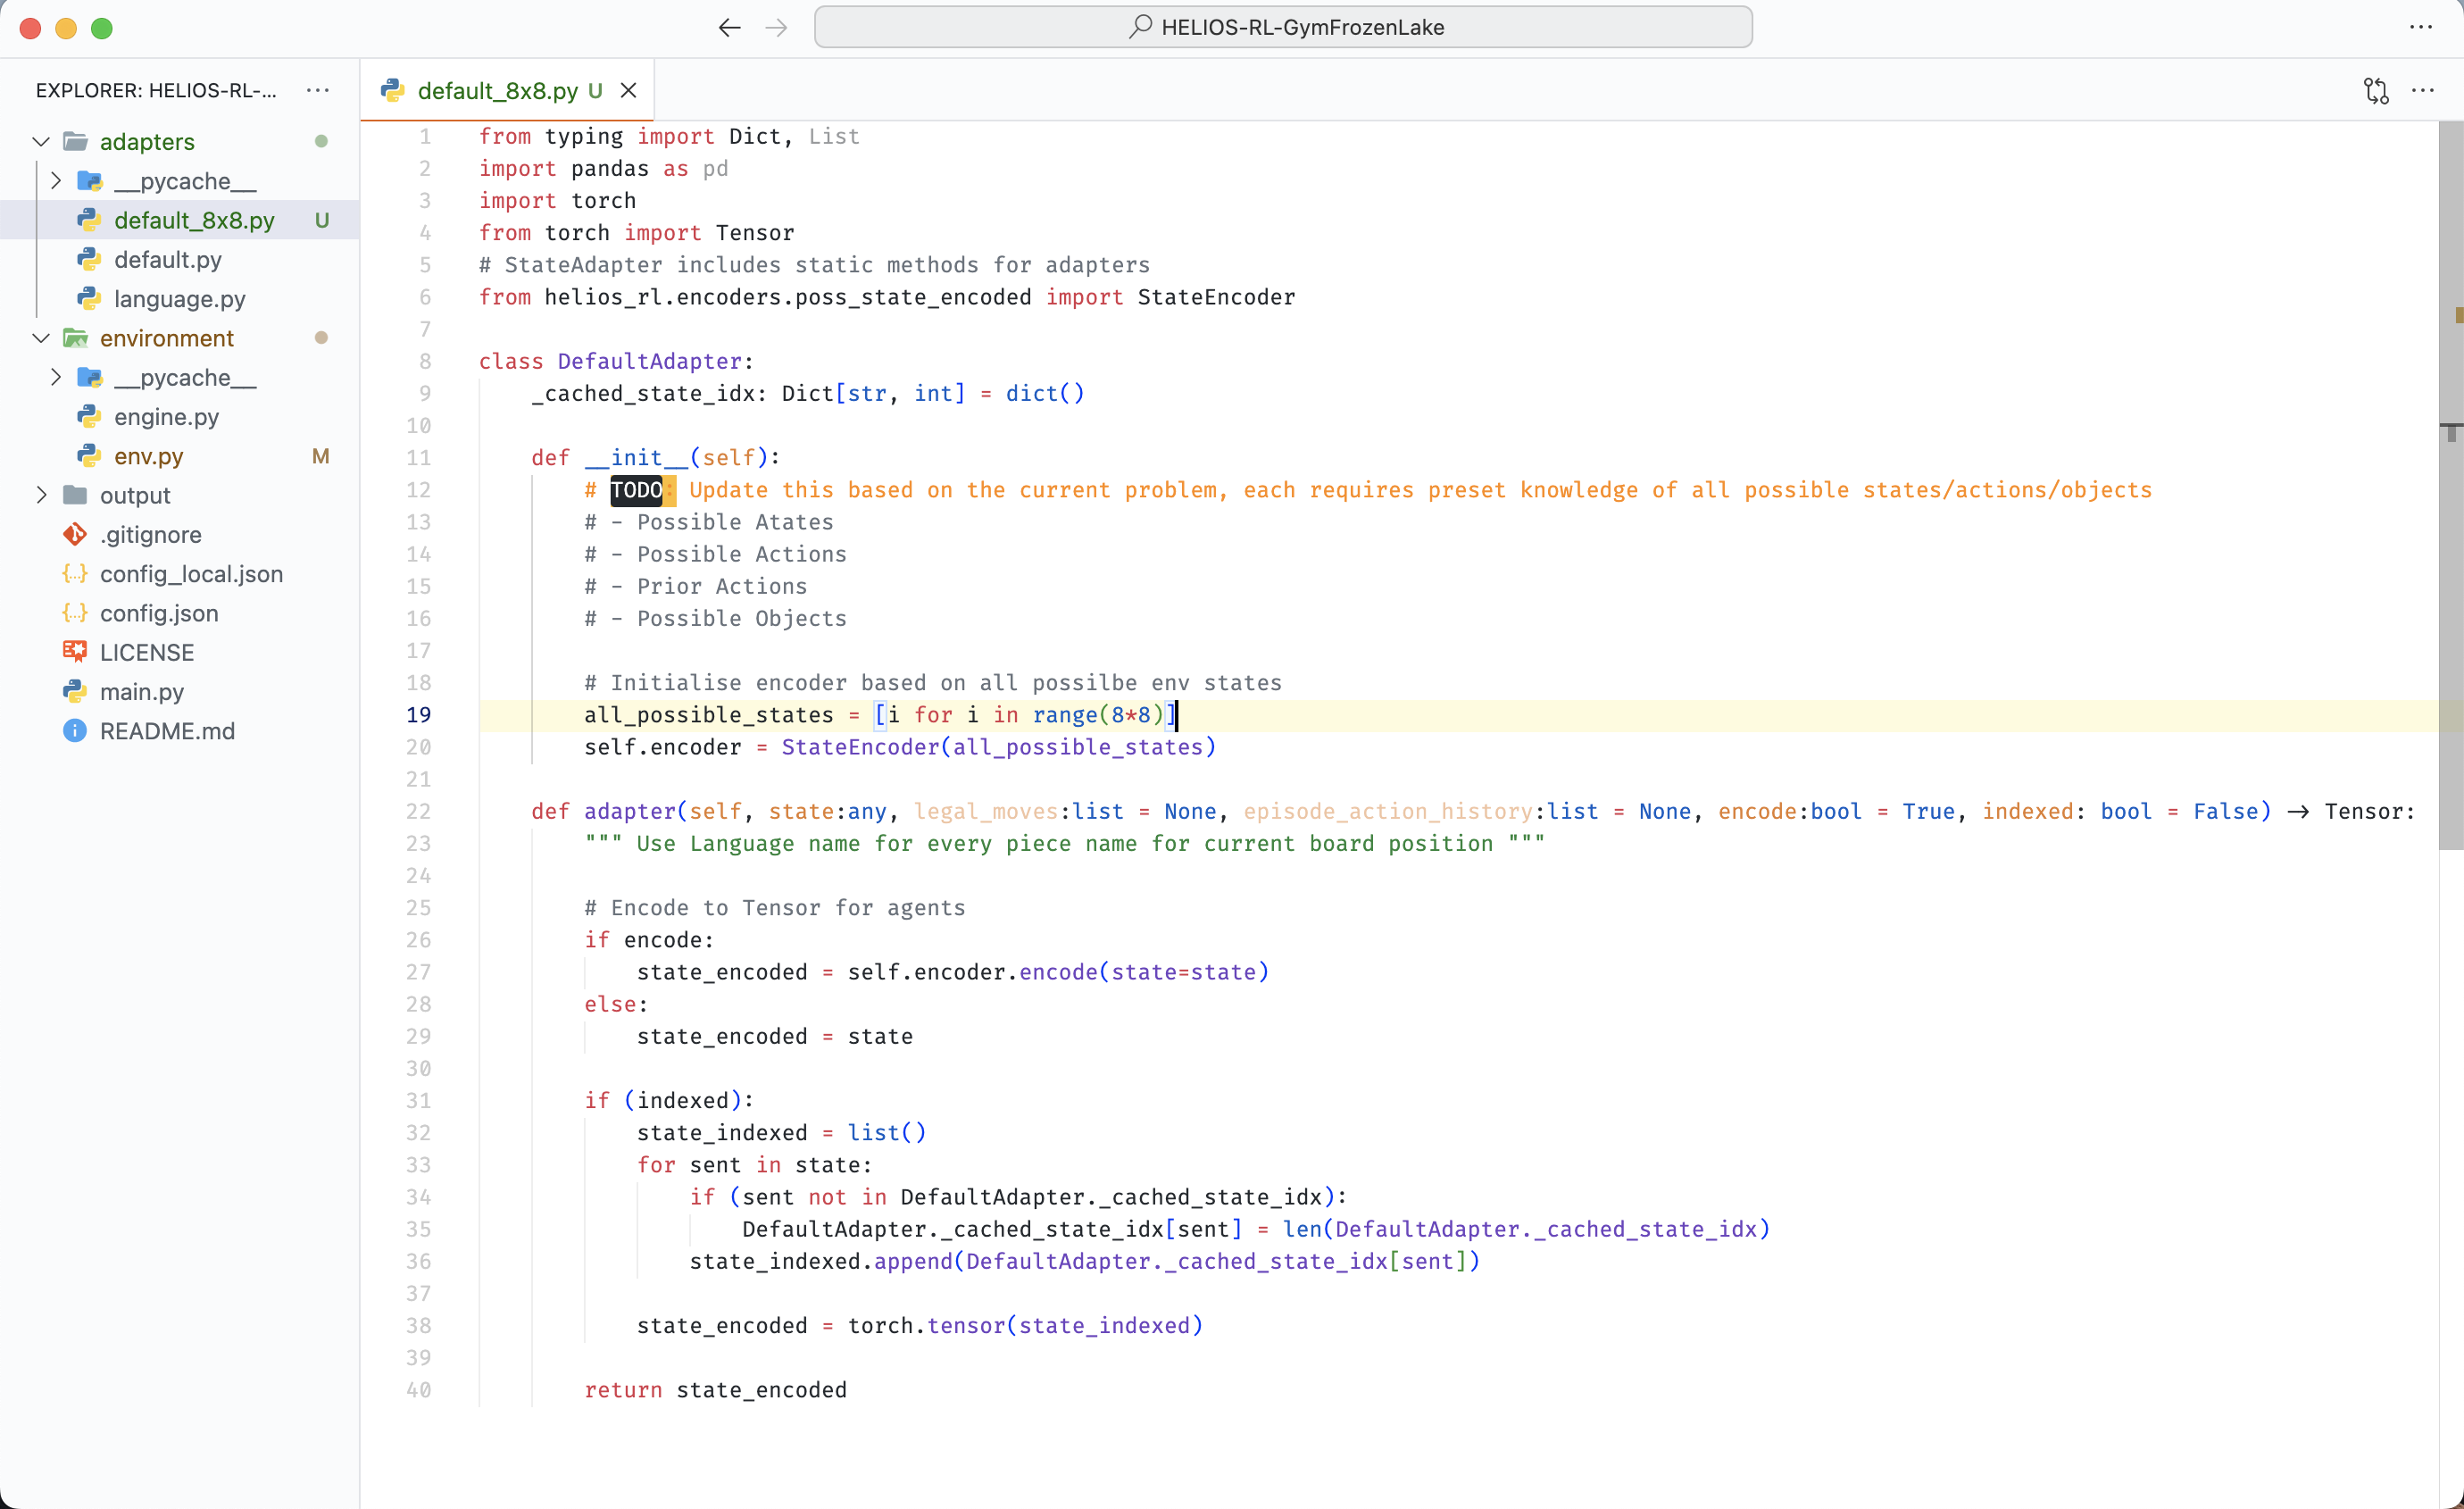 HELIOS-RL-GymFrozenLake
EXPLORER: HELIOS-RL-...
adapters
__pycache__
default_8x8.py U
default.py
language.py
environment
__pycache__
engine.py
env.py M
output
.gitignore
config_local.json
config.json
LICENSE
main.py
README.md
default_8x8.py U
1 from typing import Dict, List
2 import pandas as pd
3 import torch
4 from torch import Tensor
5 # StateAdapter includes static methods for adapters
6 from helios_rl.encoders.poss_state_encoded import StateEncoder
7
8 class DefaultAdapter:
9     _cached_state_idx: Dict[str, int] = dict()
10
11     def __init__(self):
12         # TODO: Update this based on the current problem, each requires preset knowledge of all possible states/actions/objects
13         # - Possible Atates
14         # - Possible Actions
15         # - Prior Actions
16         # - Possible Objects
17
18         # Initialise encoder based on all possilbe env states
19         all_possible_states = [i for i in range(8*8)]
20         self.encoder = StateEncoder(all_possible_states)
21
22     def adapter(self, state:any, legal_moves:list = None, episode_action_history:list = None, encode:bool = True, indexed: bool = False) → Tensor:
23         """ Use Language name for every piece name for current board position """
24
25         # Encode to Tensor for agents
26         if encode:
27             state_encoded = self.encoder.encode(state=state)
28         else:
29             state_encoded = state
30
31         if (indexed):
32             state_indexed = list()
33             for sent in state:
34                 if (sent not in DefaultAdapter._cached_state_idx):
35                     DefaultAdapter._cached_state_idx[sent] = len(DefaultAdapter._cached_state_idx)
36                 state_indexed.append(DefaultAdapter._cached_state_idx[sent])
37
38             state_encoded = torch.tensor(state_indexed)
39
40         return state_encoded